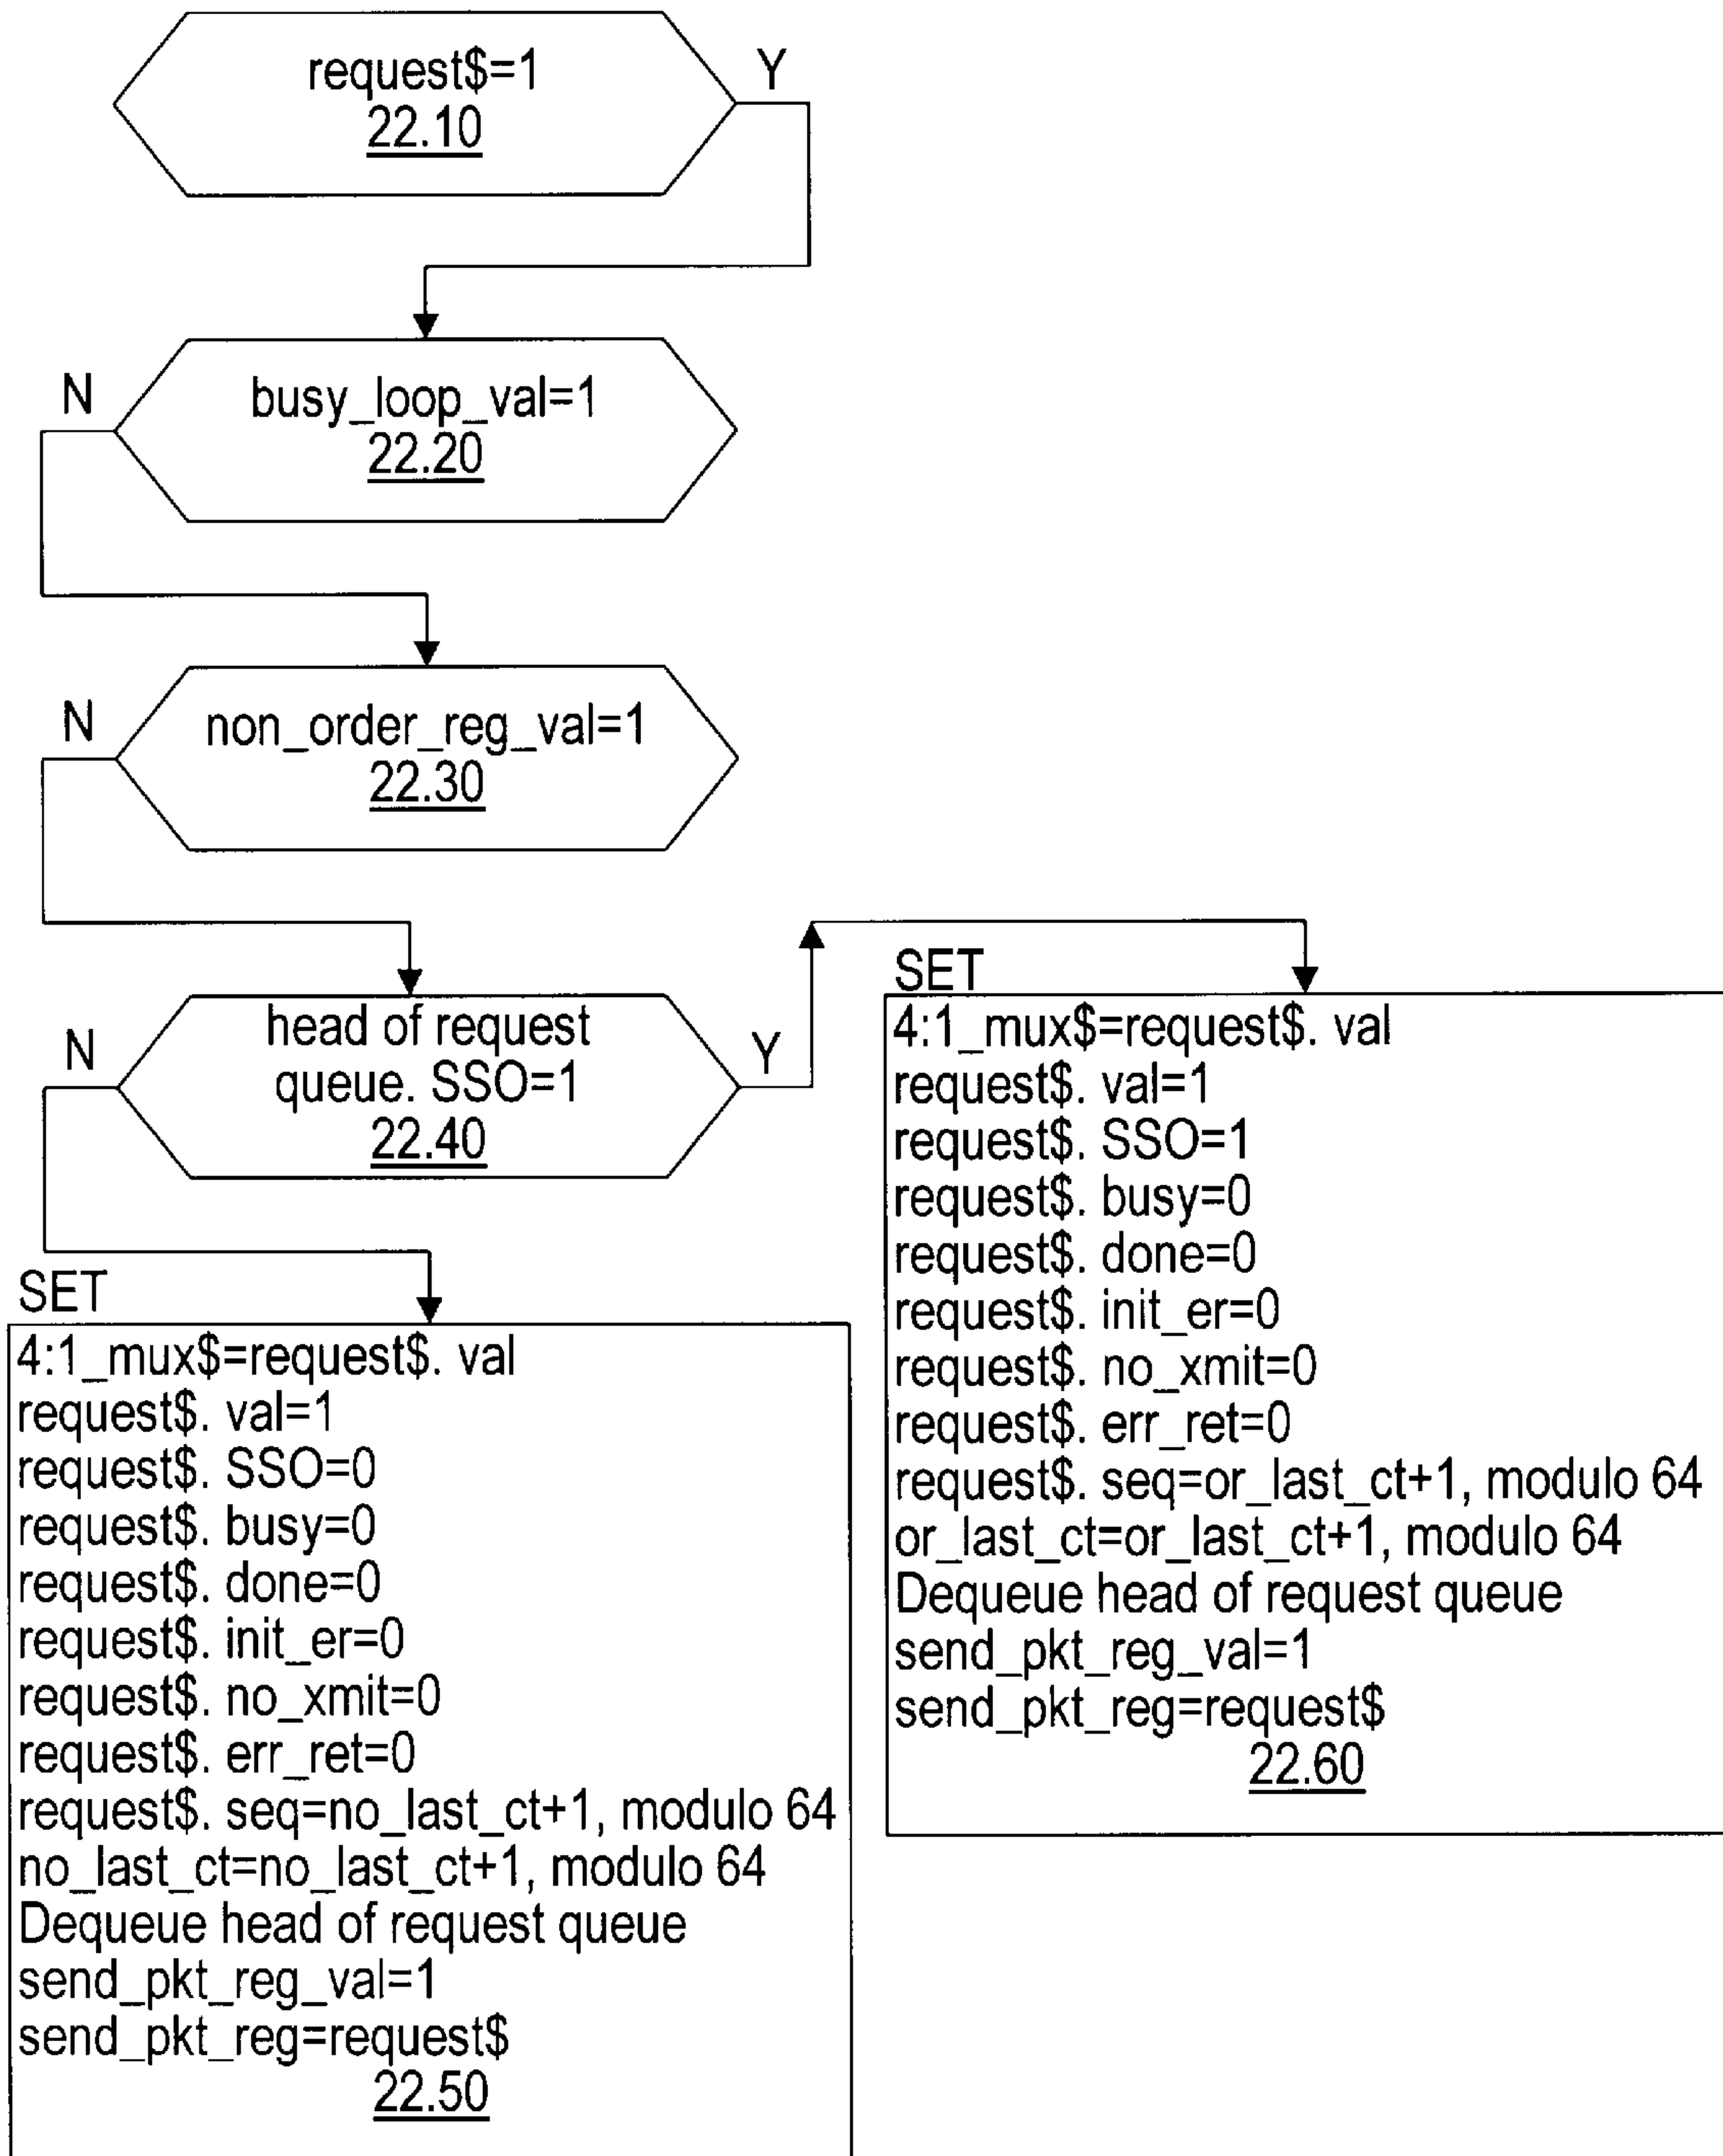 request$=1
22.10
Y
N
busy_loop_val=1
22.20
N
non_order_reg_val=1
22.30
N
head of request
queue. SSO=1
22.40
Y
SET
4:1_mux$=request$. val
request$. val=1
request$. SSO=0
request$. busy=0
request$. done=0
request$. init_er=0
request$. no_xmit=0
request$. err_ret=0
request$. seq=no_last_ct+1, modulo 64
no_last_ct=no_last_ct+1, modulo 64
Dequeue head of request queue
send_pkt_reg_val=1
send_pkt_reg=request$
22.50
SET
4:1_mux$=request$. val
request$. val=1
request$. SSO=1
request$. busy=0
request$. done=0
request$. init_er=0
request$. no_xmit=0
request$. err_ret=0
request$. seq=or_last_ct+1, modulo 64
or_last_ct=or_last_ct+1, modulo 64
Dequeue head of request queue
send_pkt_reg_val=1
send_pkt_reg=request$
22.60